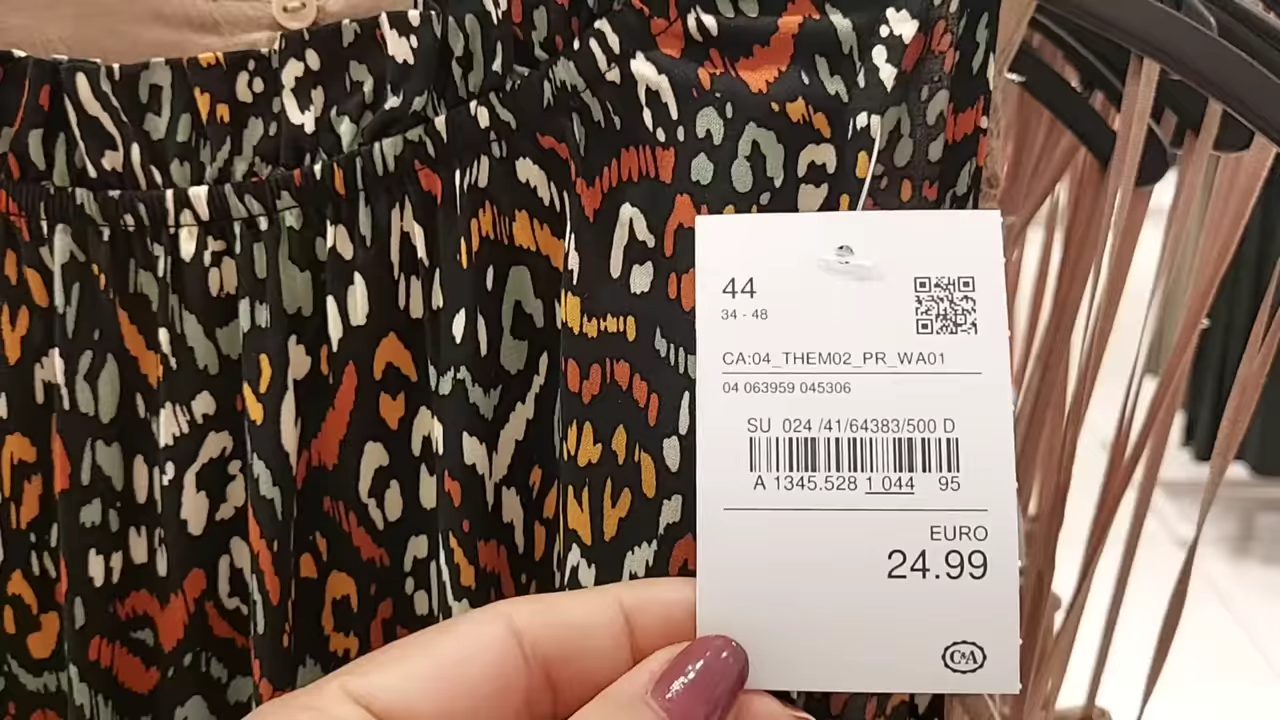 44
34 - 48
CA:04_THEM02_PR_WA01
04 063959 045306
SU 024 /41/64383/500 D
A 1345.528 1 044 95
EURO
24.99
C&A